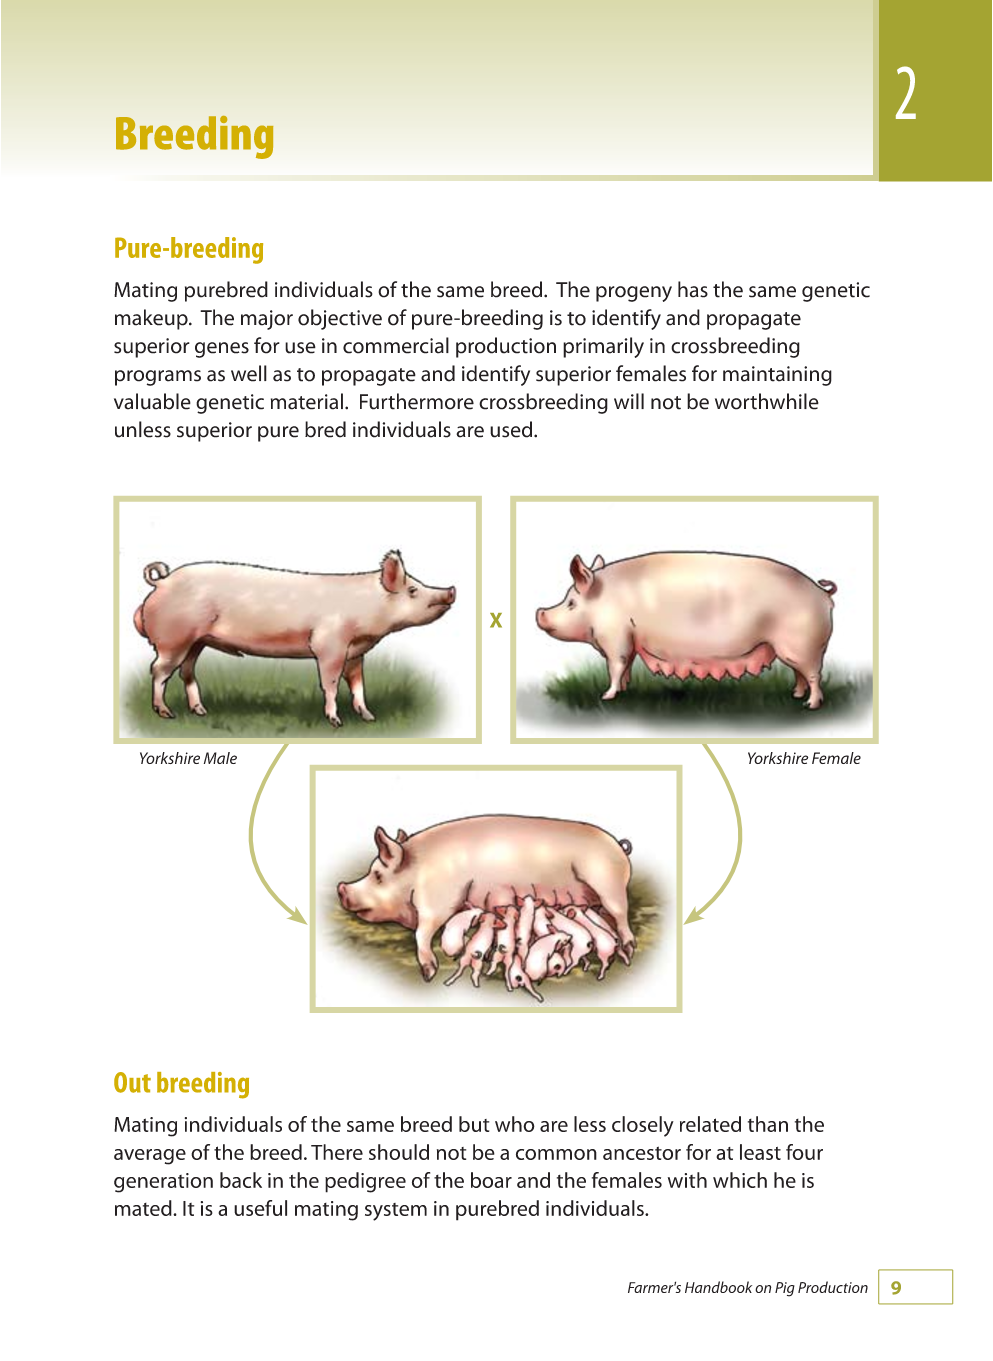 2
Breeding
Pure-breeding
Mating purebred individuals of the same breed.  The progeny has the same genetic
makeup.  The major objective of pure-breeding is to identify and propagate
superior genes for use in commercial production primarily in crossbreeding
programs as well as to propagate and identify superior females for maintaining
valuable genetic material.  Furthermore crossbreeding will not be worthwhile
unless superior pure bred individuals are used.
x
Yorkshire Male
Yorkshire Female
Out breeding
Mating individuals of the same breed but who are less closely related than the
average of the breed. There should not be a common ancestor for at least four
generation back in the pedigree of the boar and the females with which he is
mated. It is a useful mating system in purebred individuals.
Farmer's Handbook on Pig Production
9